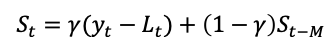 S_t = γ(y_t − L_t) + (1 − γ)S_{t−M}